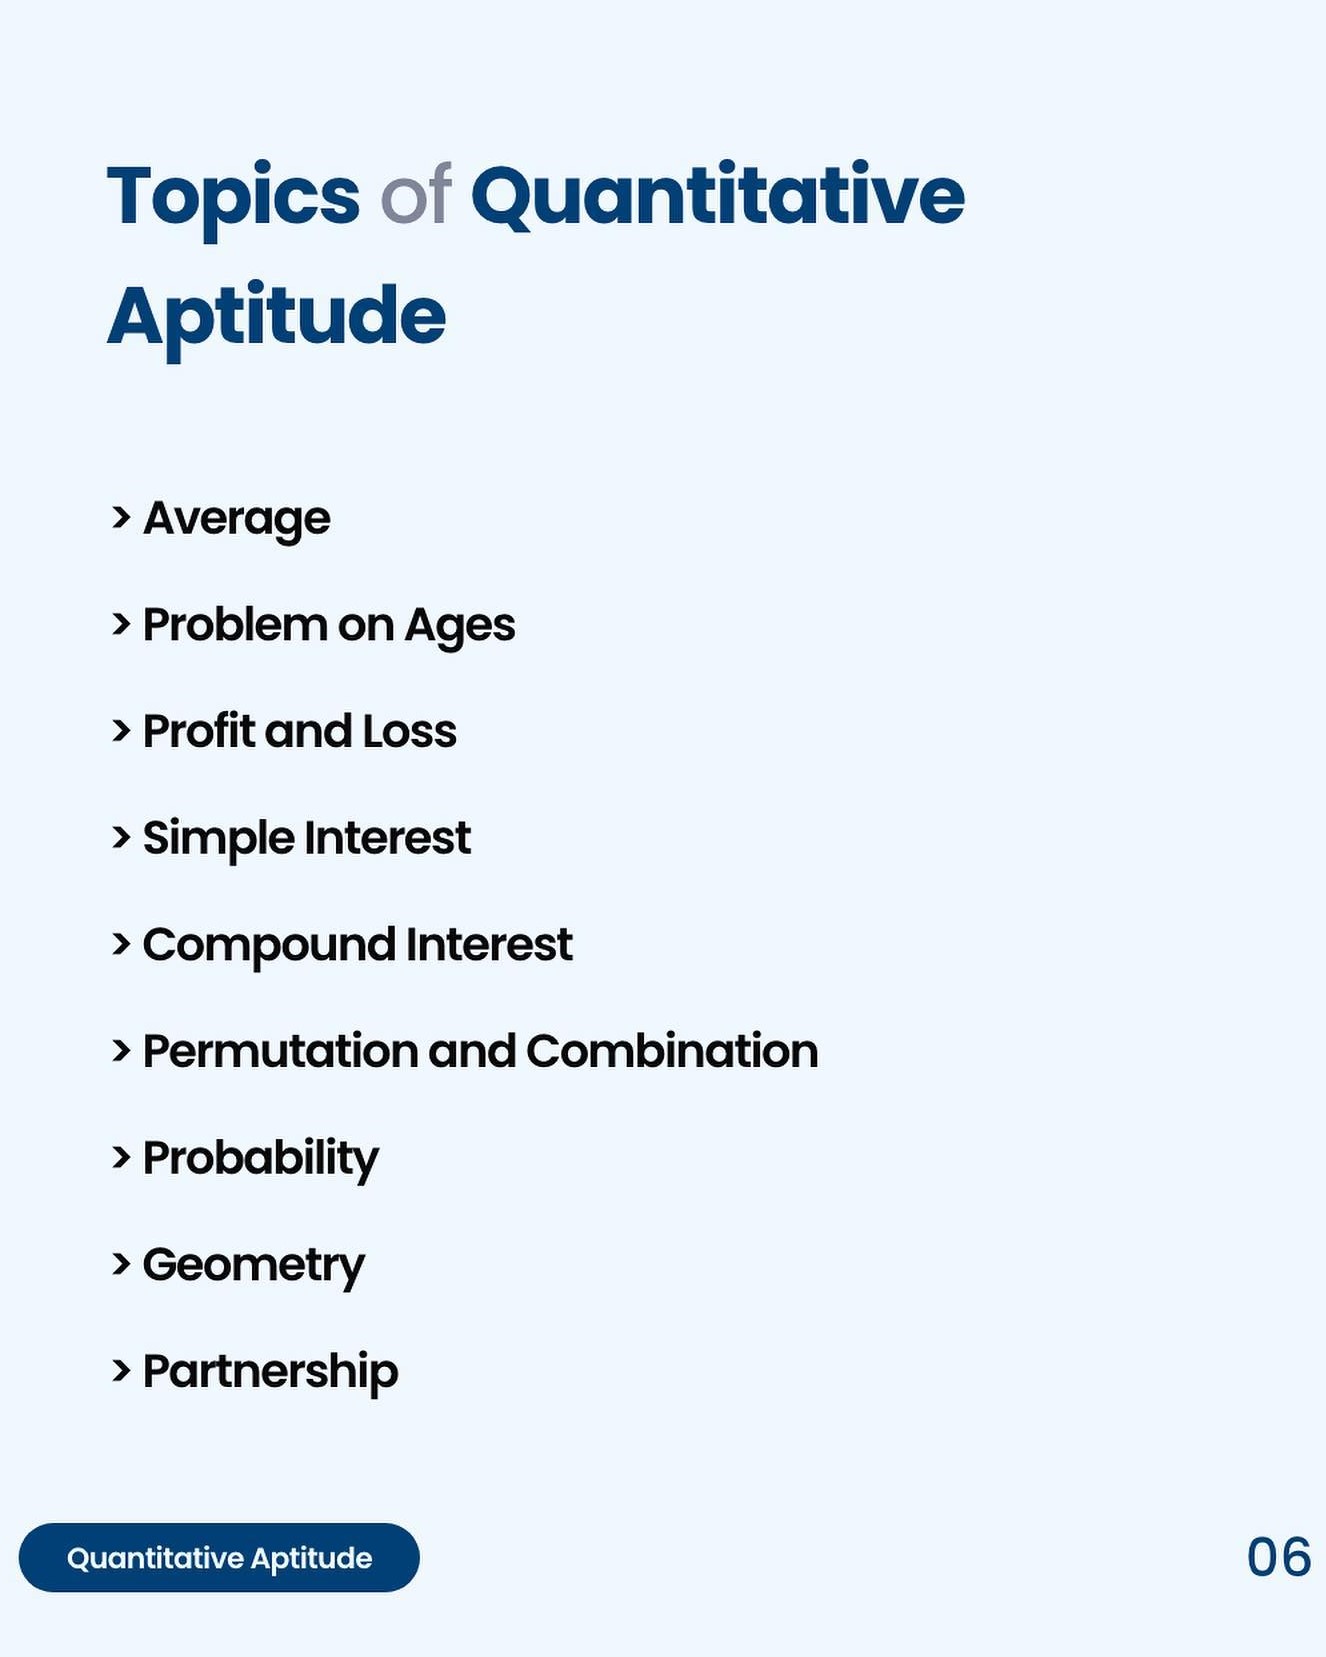 Topics of Quantitative
Aptitude
> Average
> Problem on Ages
> Profit and Loss
> Simple Interest
> Compound Interest
> Permutation and Combination
> Probability
> Geometry
> Partnership
Quantitative Aptitude
06